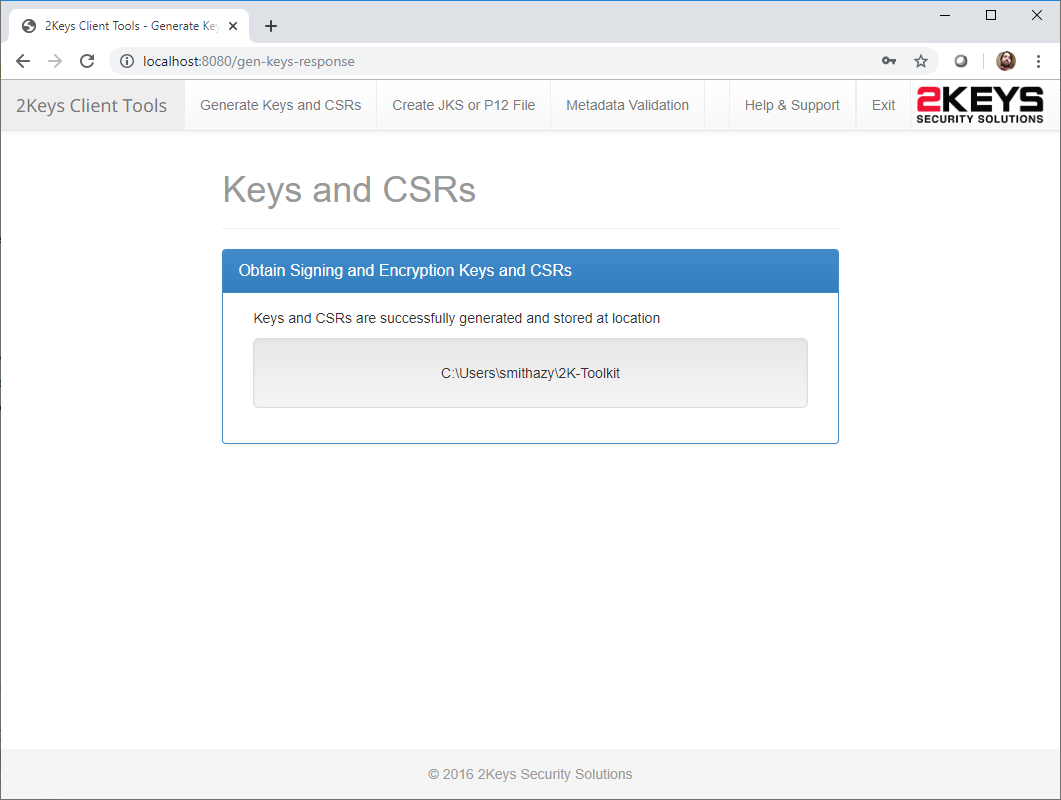 2Keys Client Tools - Generate Key
localhost:8080/gen-keys-response
2Keys Client Tools
Generate Keys and CSRs
Create JKS or P12 File
Metadata Validation
Help & Support
Exit
2KEYS
SECURITY SOLUTIONS
Keys and CSRs
Obtain Signing and Encryption Keys and CSRs
Keys and CSRs are successfully generated and stored at location
C:\Users\smithazy\2K-Toolkit
© 2016 2Keys Security Solutions